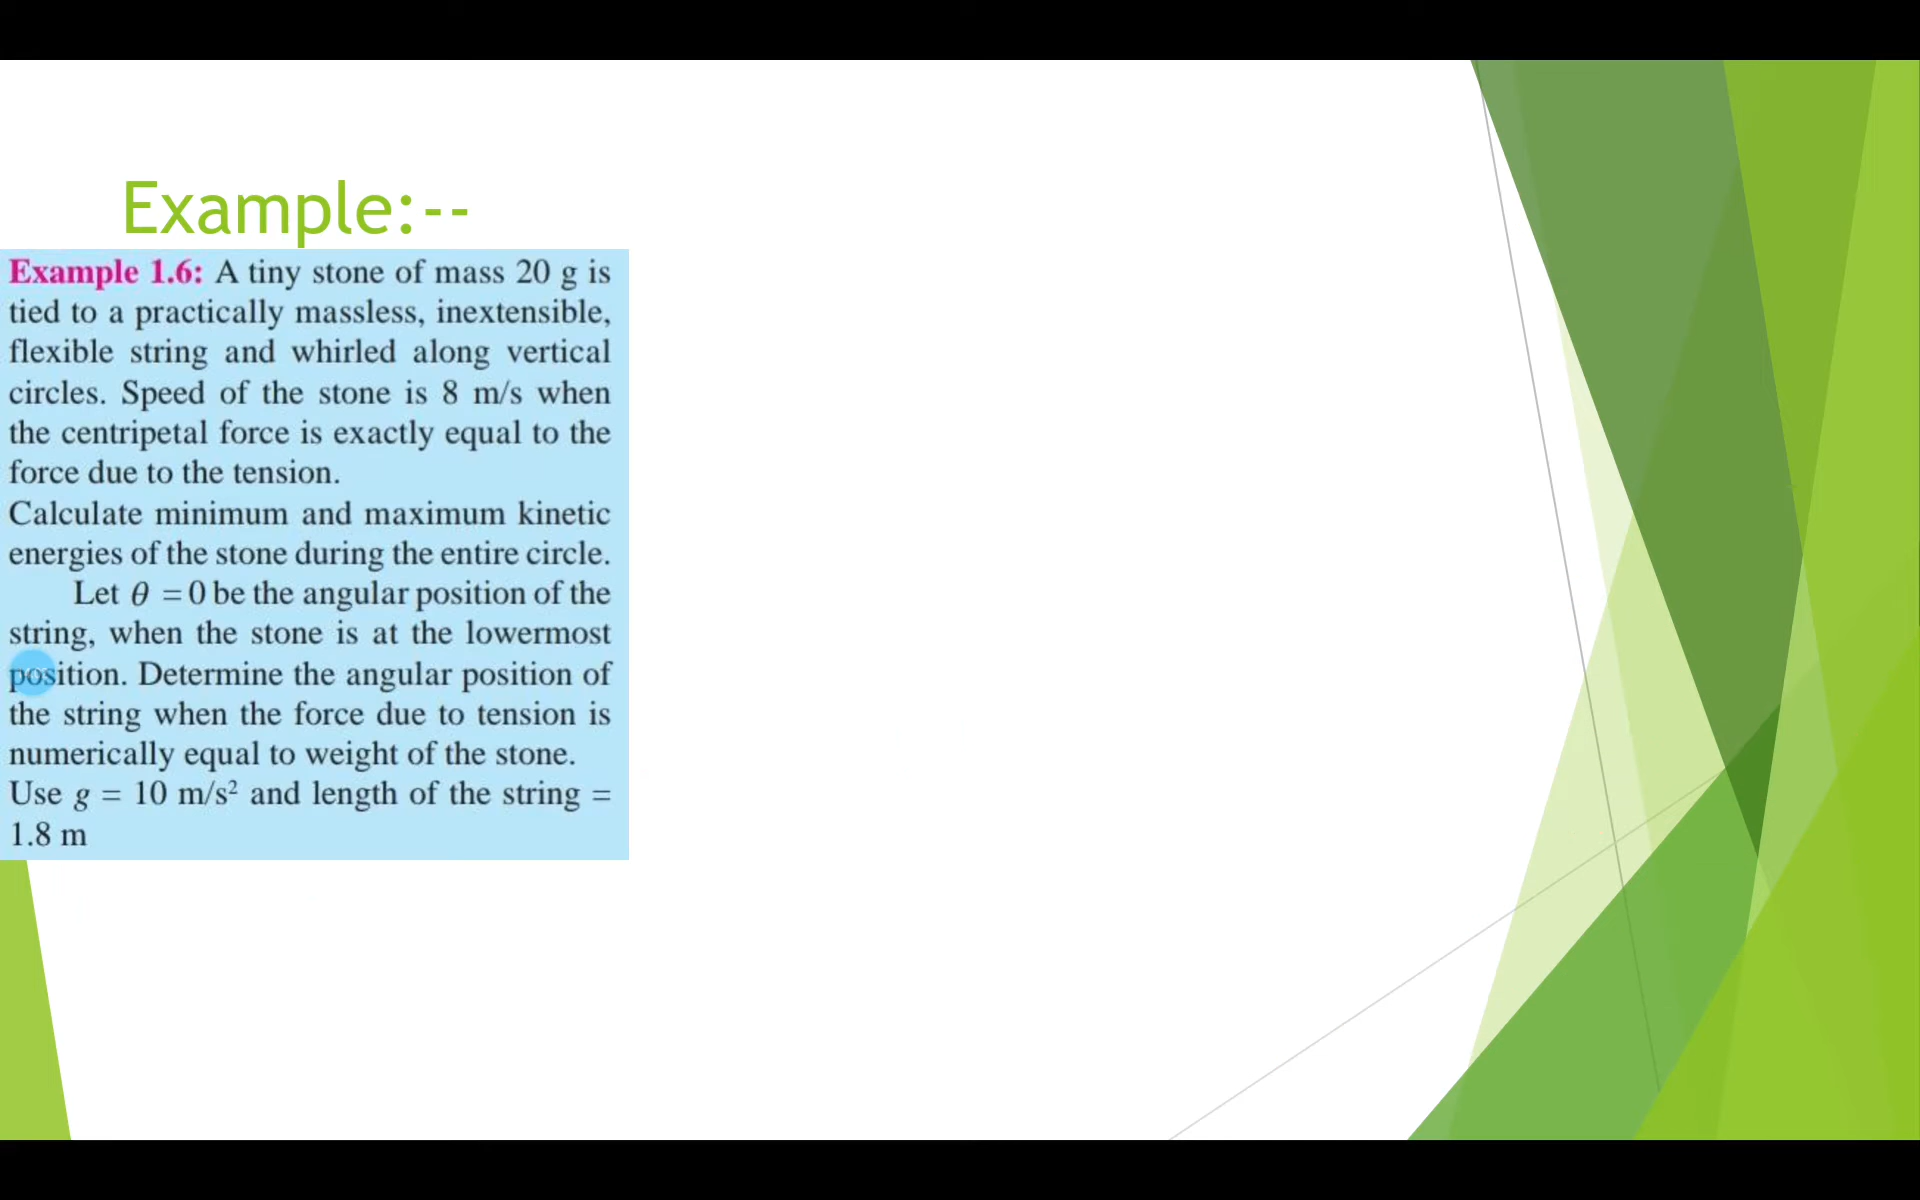 Example:--
Example 1.6: A tiny stone of mass 20 g is
tied to a practically massless, inextensible,
flexible string and whirled along vertical
circles. Speed of the stone is 8 m/s when
the centripetal force is exactly equal to the
force due to the tension.
Calculate minimum and maximum kinetic
energies of the stone during the entire circle.
Let θ = 0 be the angular position of the
string, when the stone is at the lowermost
position. Determine the angular position of
the string when the force due to tension is
numerically equal to weight of the stone.
Use g = 10 m/s² and length of the string =
1.8 m